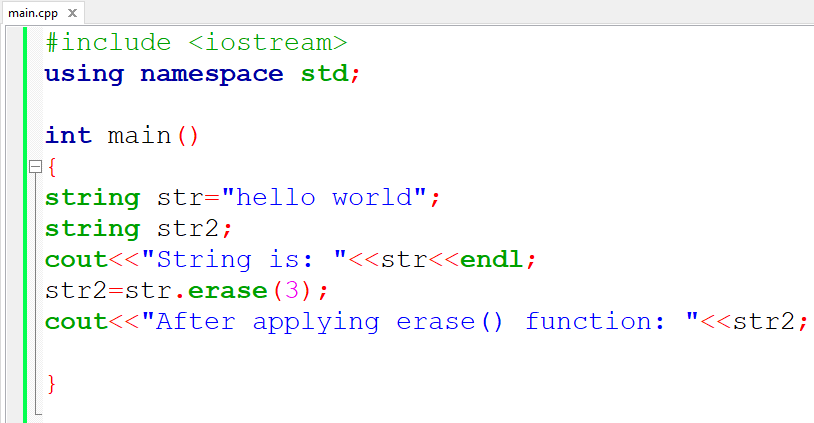 main.cpp
#include <iostream>
using namespace std;
int main()
{
string str="hello world";
string str2;
cout<<"String is: "<<str<<endl;
str2=str.erase(3);
cout<<"After applying erase() function: "<<str2;
}